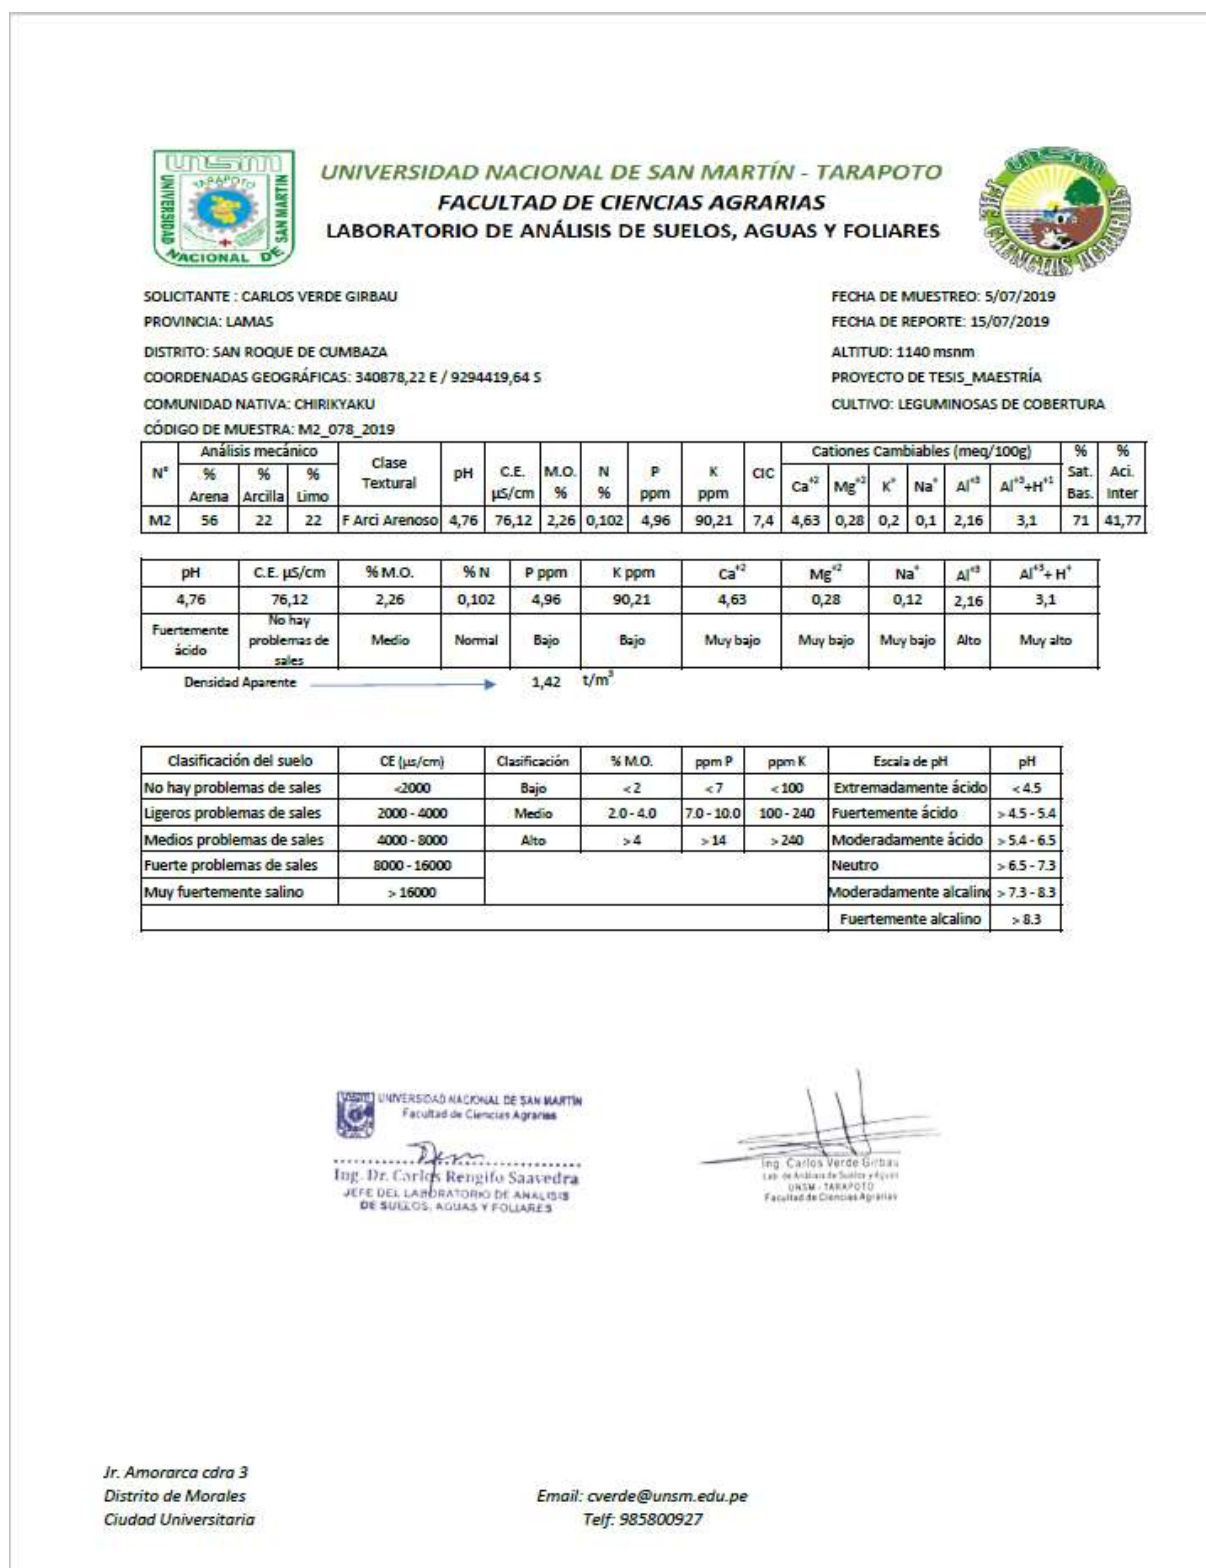 unsm
TARAPOTO
UNIVERSIDAD NACIONAL DE SAN MARTIN
UNIVERSIDAD NACIONAL DE SAN MARTÍN - TARAPOTO
FACULTAD DE CIENCIAS AGRARIAS
LABORATORIO DE ANÁLISIS DE SUELOS, AGUAS Y FOLIARES
unsm
CIENCIAS AGRARIAS
SOLICITANTE : CARLOS VERDE GIRBAU FECHA DE MUESTREO: 5/07/2019
PROVINCIA: LAMAS FECHA DE REPORTE: 15/07/2019
DISTRITO: SAN ROQUE DE CUMBAZA ALTITUD: 1140 msnm
COORDENADAS GEOGRÁFICAS: 340878,22 E / 9294419,64 S PROYECTO DE TESIS_MAESTRÍA
COMUNIDAD NATIVA: CHIRIKYAKU CULTIVO: LEGUMINOSAS DE COBERTURA
CÓDIGO DE MUESTRA: M2_078_2019
N° Análisis mecánico Clase Textural pH C.E. µS/cm M.O. % N % P ppm K ppm CIC Cationes Cambiables (meq/100g) % Sat. Bas. % Aci. Inter
% Arena % Arcilla % Limo Ca+2 Mg+2 K+ Na+ Al+3 Al+3+H+1
M2 56 22 22 F Arci Arenoso 4,76 76,12 2,26 0,102 4,96 90,21 7,4 4,63 0,28 0,2 0,1 2,16 3,1 71 41,77
pH C.E. µS/cm % M.O. % N P ppm K ppm Ca+2 Mg+2 Na+ Al+3 Al+3+ H+
4,76 76,12 2,26 0,102 4,96 90,21 4,63 0,28 0,12 2,16 3,1
Fuertemente ácido No hay problemas de sales Medio Normal Bajo Bajo Muy bajo Muy bajo Muy bajo Alto Muy alto
Densidad Aparente 1,42 t/m3
Clasificación del suelo CE (µs/cm) Clasificación % M.O. ppm P ppm K Escala de pH pH
No hay problemas de sales <2000 Bajo < 2 < 7 < 100 Extremadamente ácido < 4.5
Ligeros problemas de sales 2000 - 4000 Medio 2.0 - 4.0 7.0 - 10.0 100 - 240 Fuertemente ácido > 4.5 - 5.4
Medios problemas de sales 4000 - 8000 Alto > 4 > 14 > 240 Moderadamente ácido > 5.4 - 6.5
Fuerte problemas de sales 8000 - 16000 Neutro > 6.5 - 7.3
Muy fuertemente salino > 16000 Moderadamente alcalino > 7.3 - 8.3
Fuertemente alcalino > 8.3
UNIVERSIDAD NACIONAL DE SAN MARTÍN
Facultad de Ciencias Agrarias
Ing. Dr. Carlos Rengifo Saavedra
JEFE DEL LABORATORIO DE ANALISIS
DE SUELOS, AGUAS Y FOLIARES
Ing. Carlos Verde Girbau
Lab. de Análisis de Suelos y Aguas
UNSM - TARAPOTO
Facultad de Ciencias Agrarias
Jr. Amorarca cdra 3
Distrito de Morales Email: cverde@unsm.edu.pe
Ciudad Universitaria Telf: 985800927